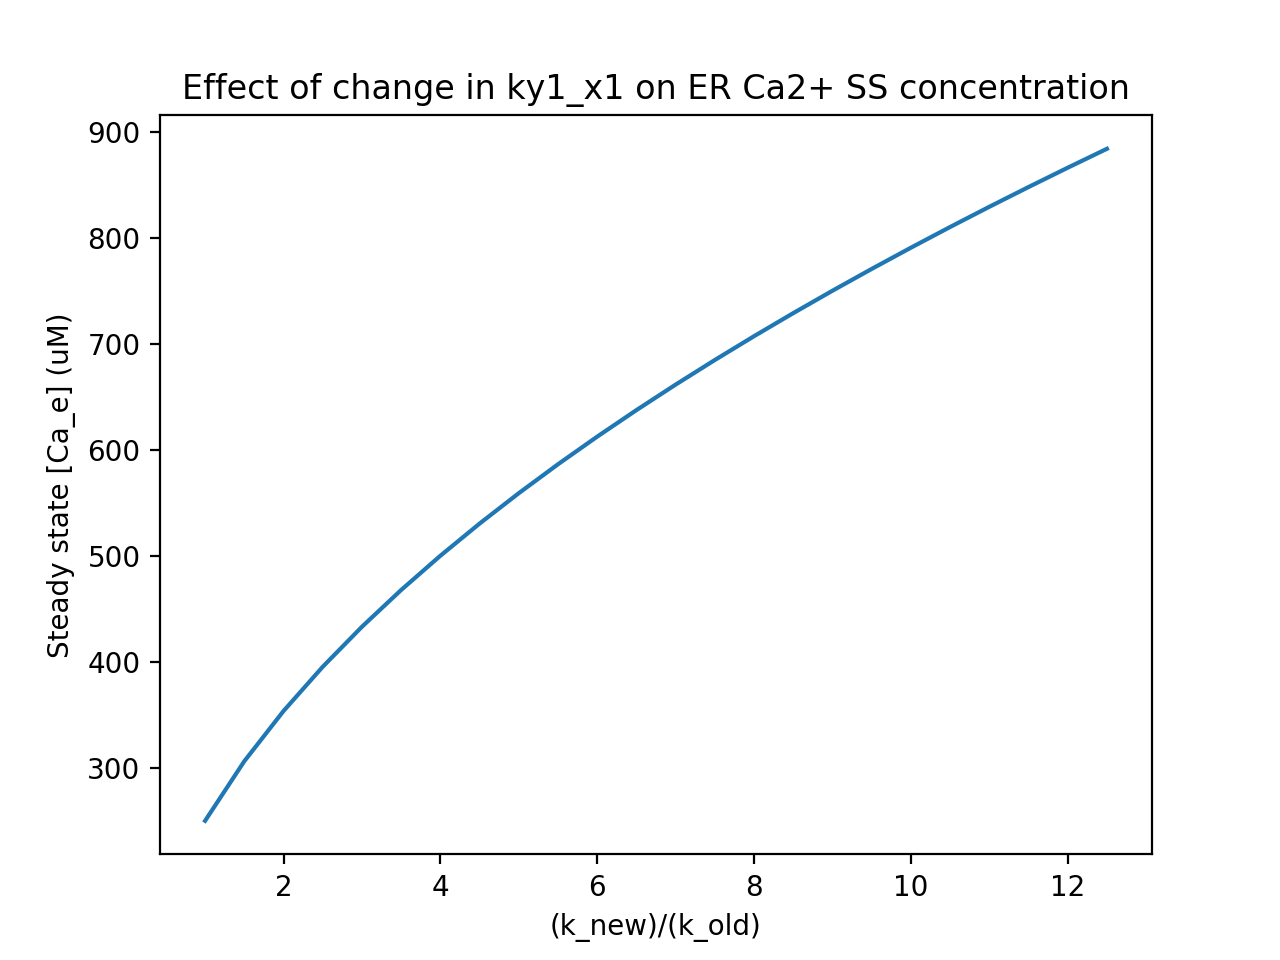 Effect of change in ky1_x1 on ER Ca2+ SS concentration
900
800
700
600
500
400
300
Steady state [Ca_e] (uM)
2 4 6 8 10 12
(k_new)/(k_old)